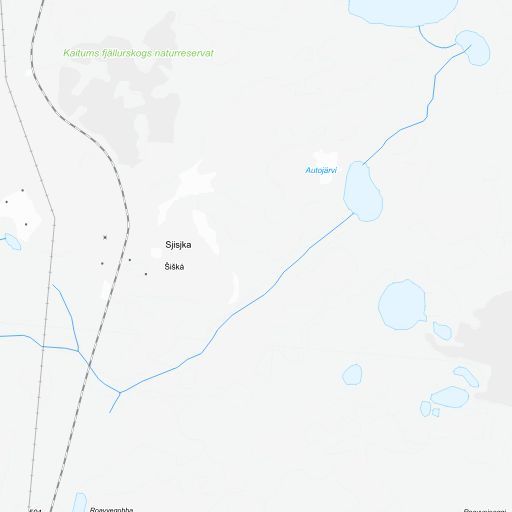 Kaitums fjällurskogs naturreservat
Autojärvi
Sjisjka
Šišká